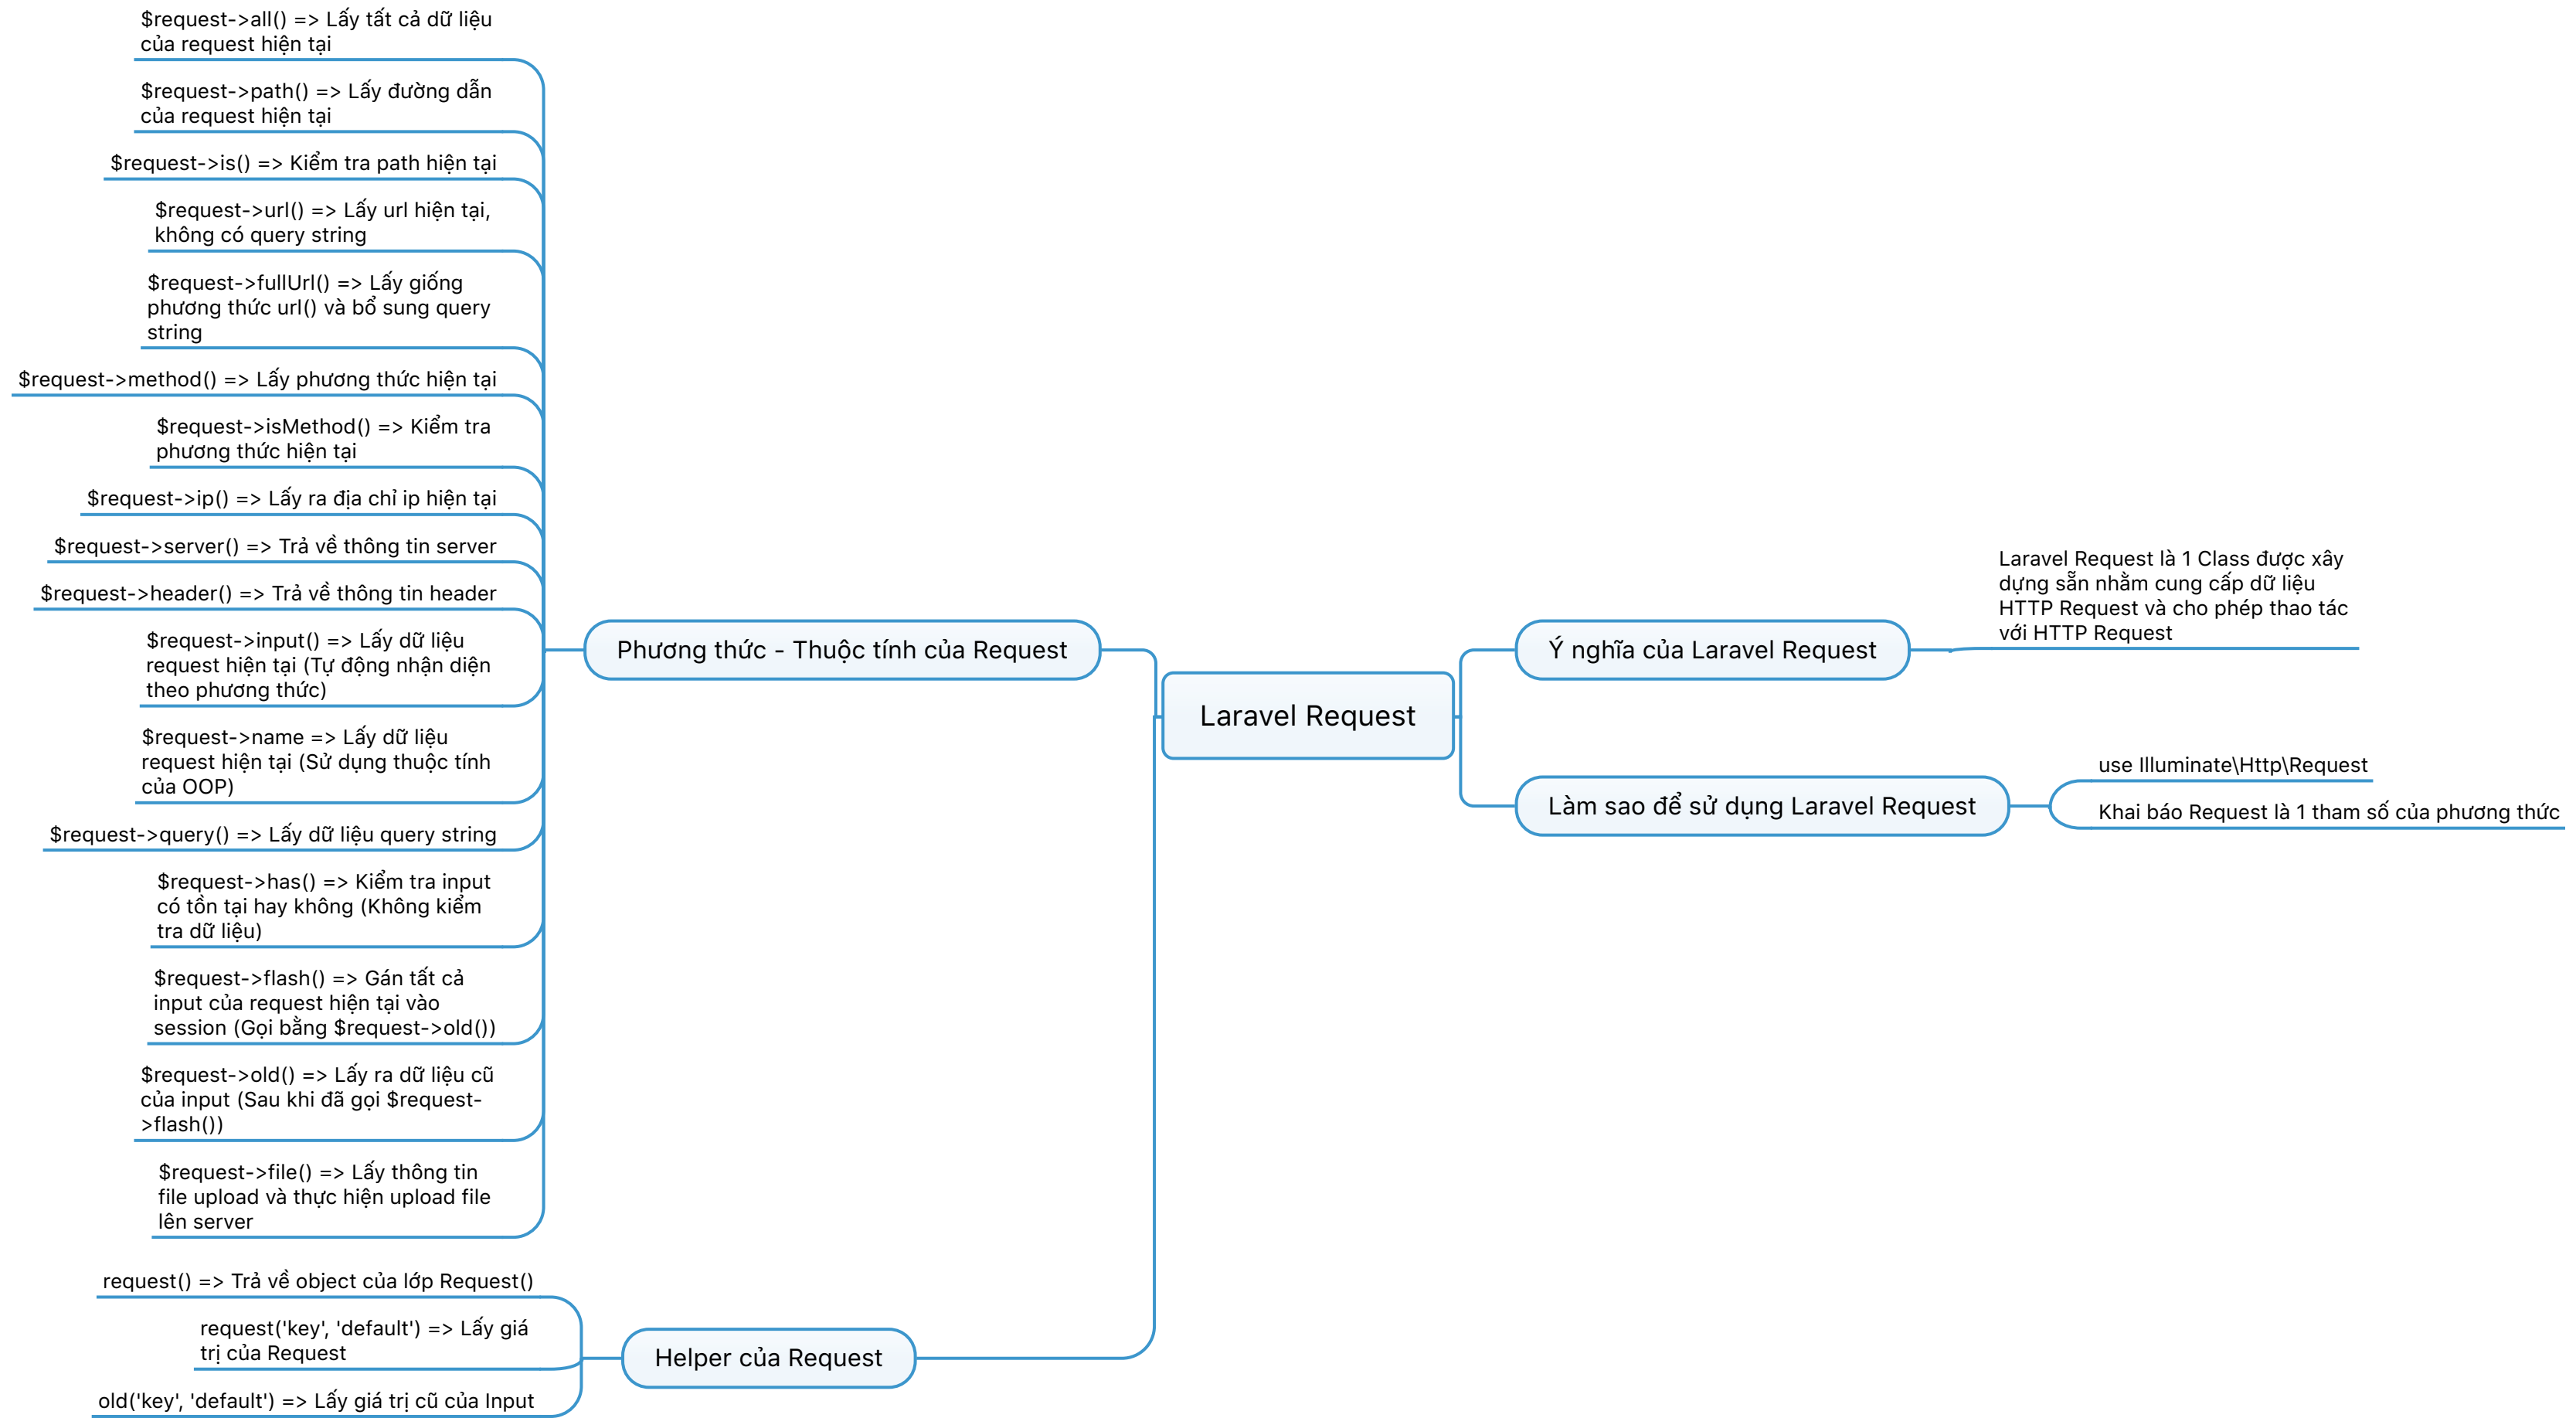 $request->all() => Lấy tất cả dữ liệu
của request hiện tại
$request->path() => Lấy đường dẫn
của request hiện tại
$request->is() => Kiểm tra path hiện tại
$request->url() => Lấy url hiện tại,
không có query string
$request->fullUrl() => Lấy giống
phương thức url() và bổ sung query
string
$request->method() => Lấy phương thức hiện tại
$request->isMethod() => Kiểm tra
phương thức hiện tại
$request->ip() => Lấy ra địa chỉ ip hiện tại
$request->server() => Trả về thông tin server
$request->header() => Trả về thông tin header
$request->input() => Lấy dữ liệu
request hiện tại (Tự động nhận diện
theo phương thức)
$request->name => Lấy dữ liệu
request hiện tại (Sử dụng thuộc tính
của OOP)
$request->query() => Lấy dữ liệu query string
$request->has() => Kiểm tra input
có tồn tại hay không (Không kiểm
tra dữ liệu)
$request->flash() => Gán tất cả
input của request hiện tại vào
session (Gọi bằng $request->old())
$request->old() => Lấy ra dữ liệu cũ
của input (Sau khi đã gọi $request-
>flash())
$request->file() => Lấy thông tin
file upload và thực hiện upload file
lên server
Phương thức - Thuộc tính của Request
request() => Trả về object của lớp Request()
request('key', 'default') => Lấy giá
trị của Request
old('key', 'default') => Lấy giá trị cũ của Input
Helper của Request
Laravel Request
Ý nghĩa của Laravel Request
Laravel Request là 1 Class được xây
dựng sẵn nhằm cung cấp dữ liệu
HTTP Request và cho phép thao tác
với HTTP Request
Làm sao để sử dụng Laravel Request
use Illuminate\Http\Request
Khai báo Request là 1 tham số của phương thức